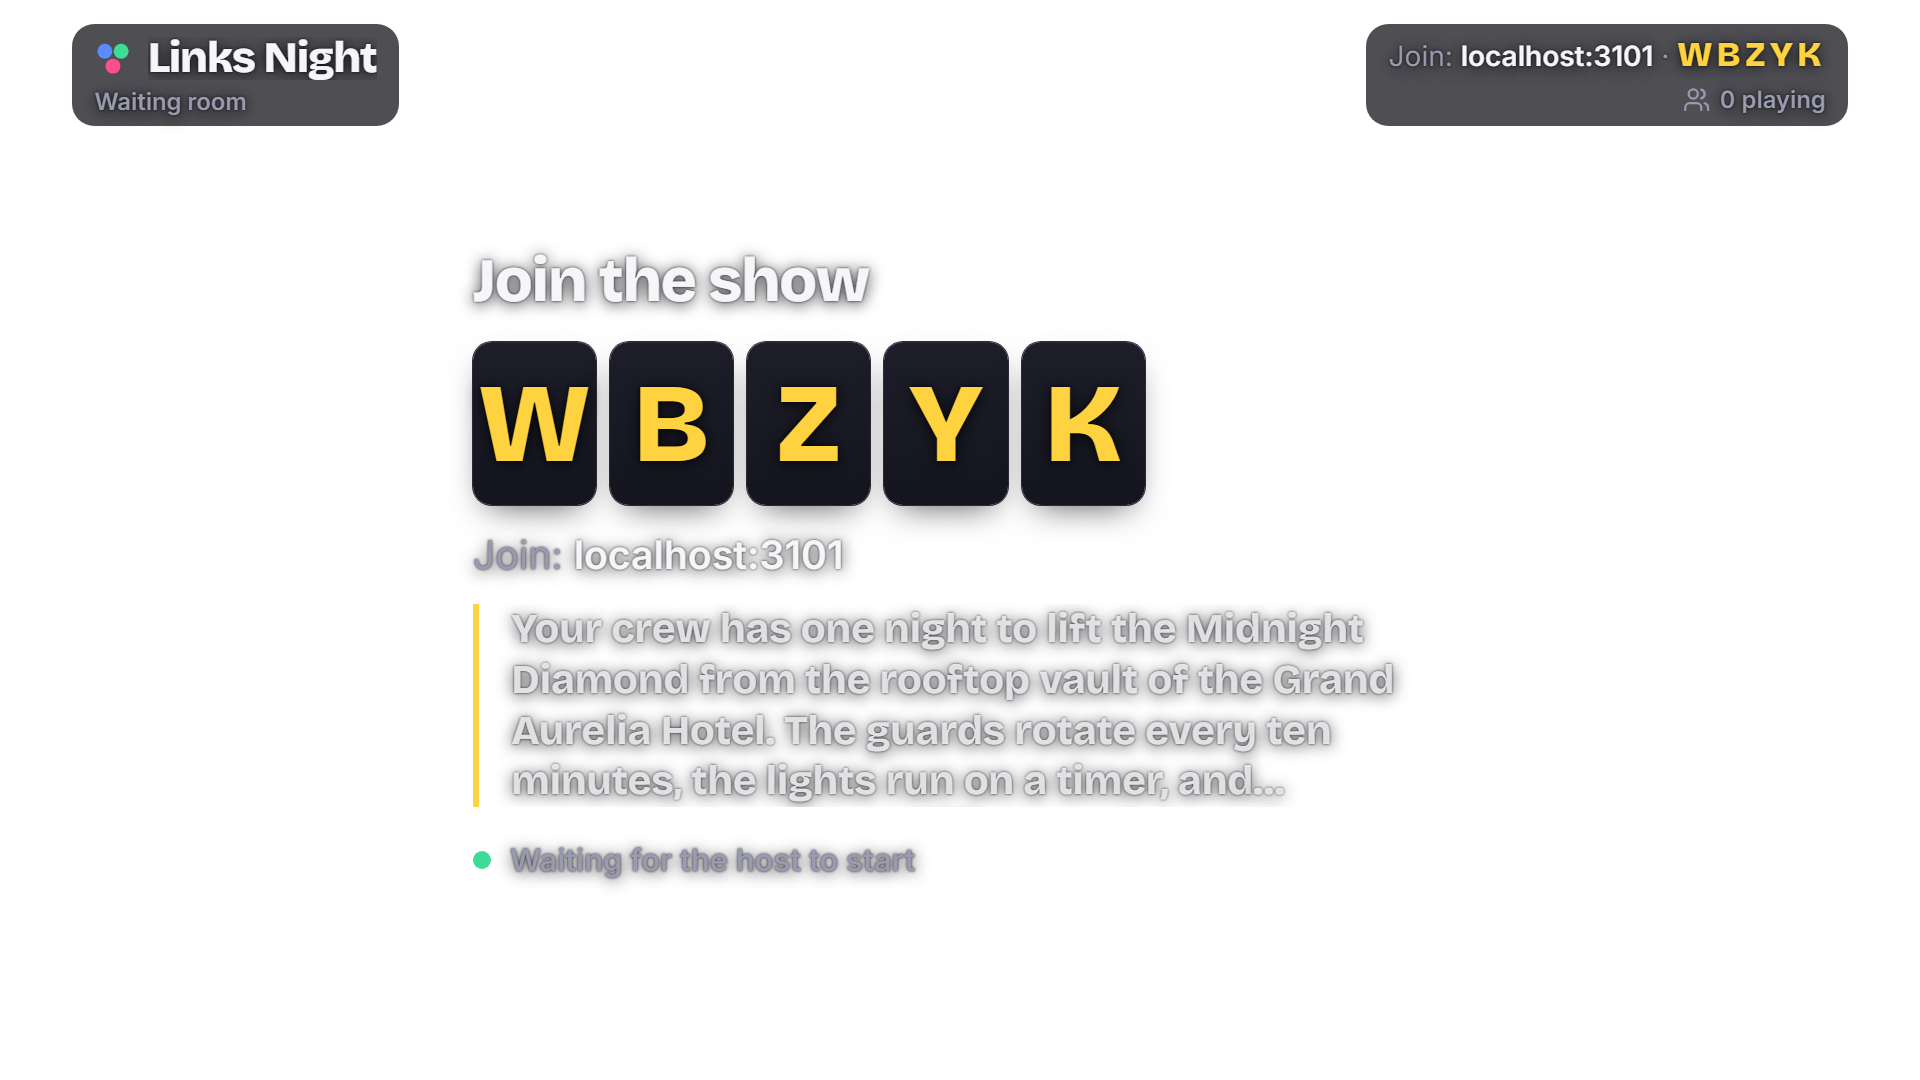 Links Night
Waiting room
Join: localhost:3101 · WBZYK
0 playing
Join the show
W B Z Y K
Join: localhost:3101
Your crew has one night to lift the Midnight
Diamond from the rooftop vault of the Grand
Aurelia Hotel. The guards rotate every ten
minutes, the lights run on a timer, and...
Waiting for the host to start